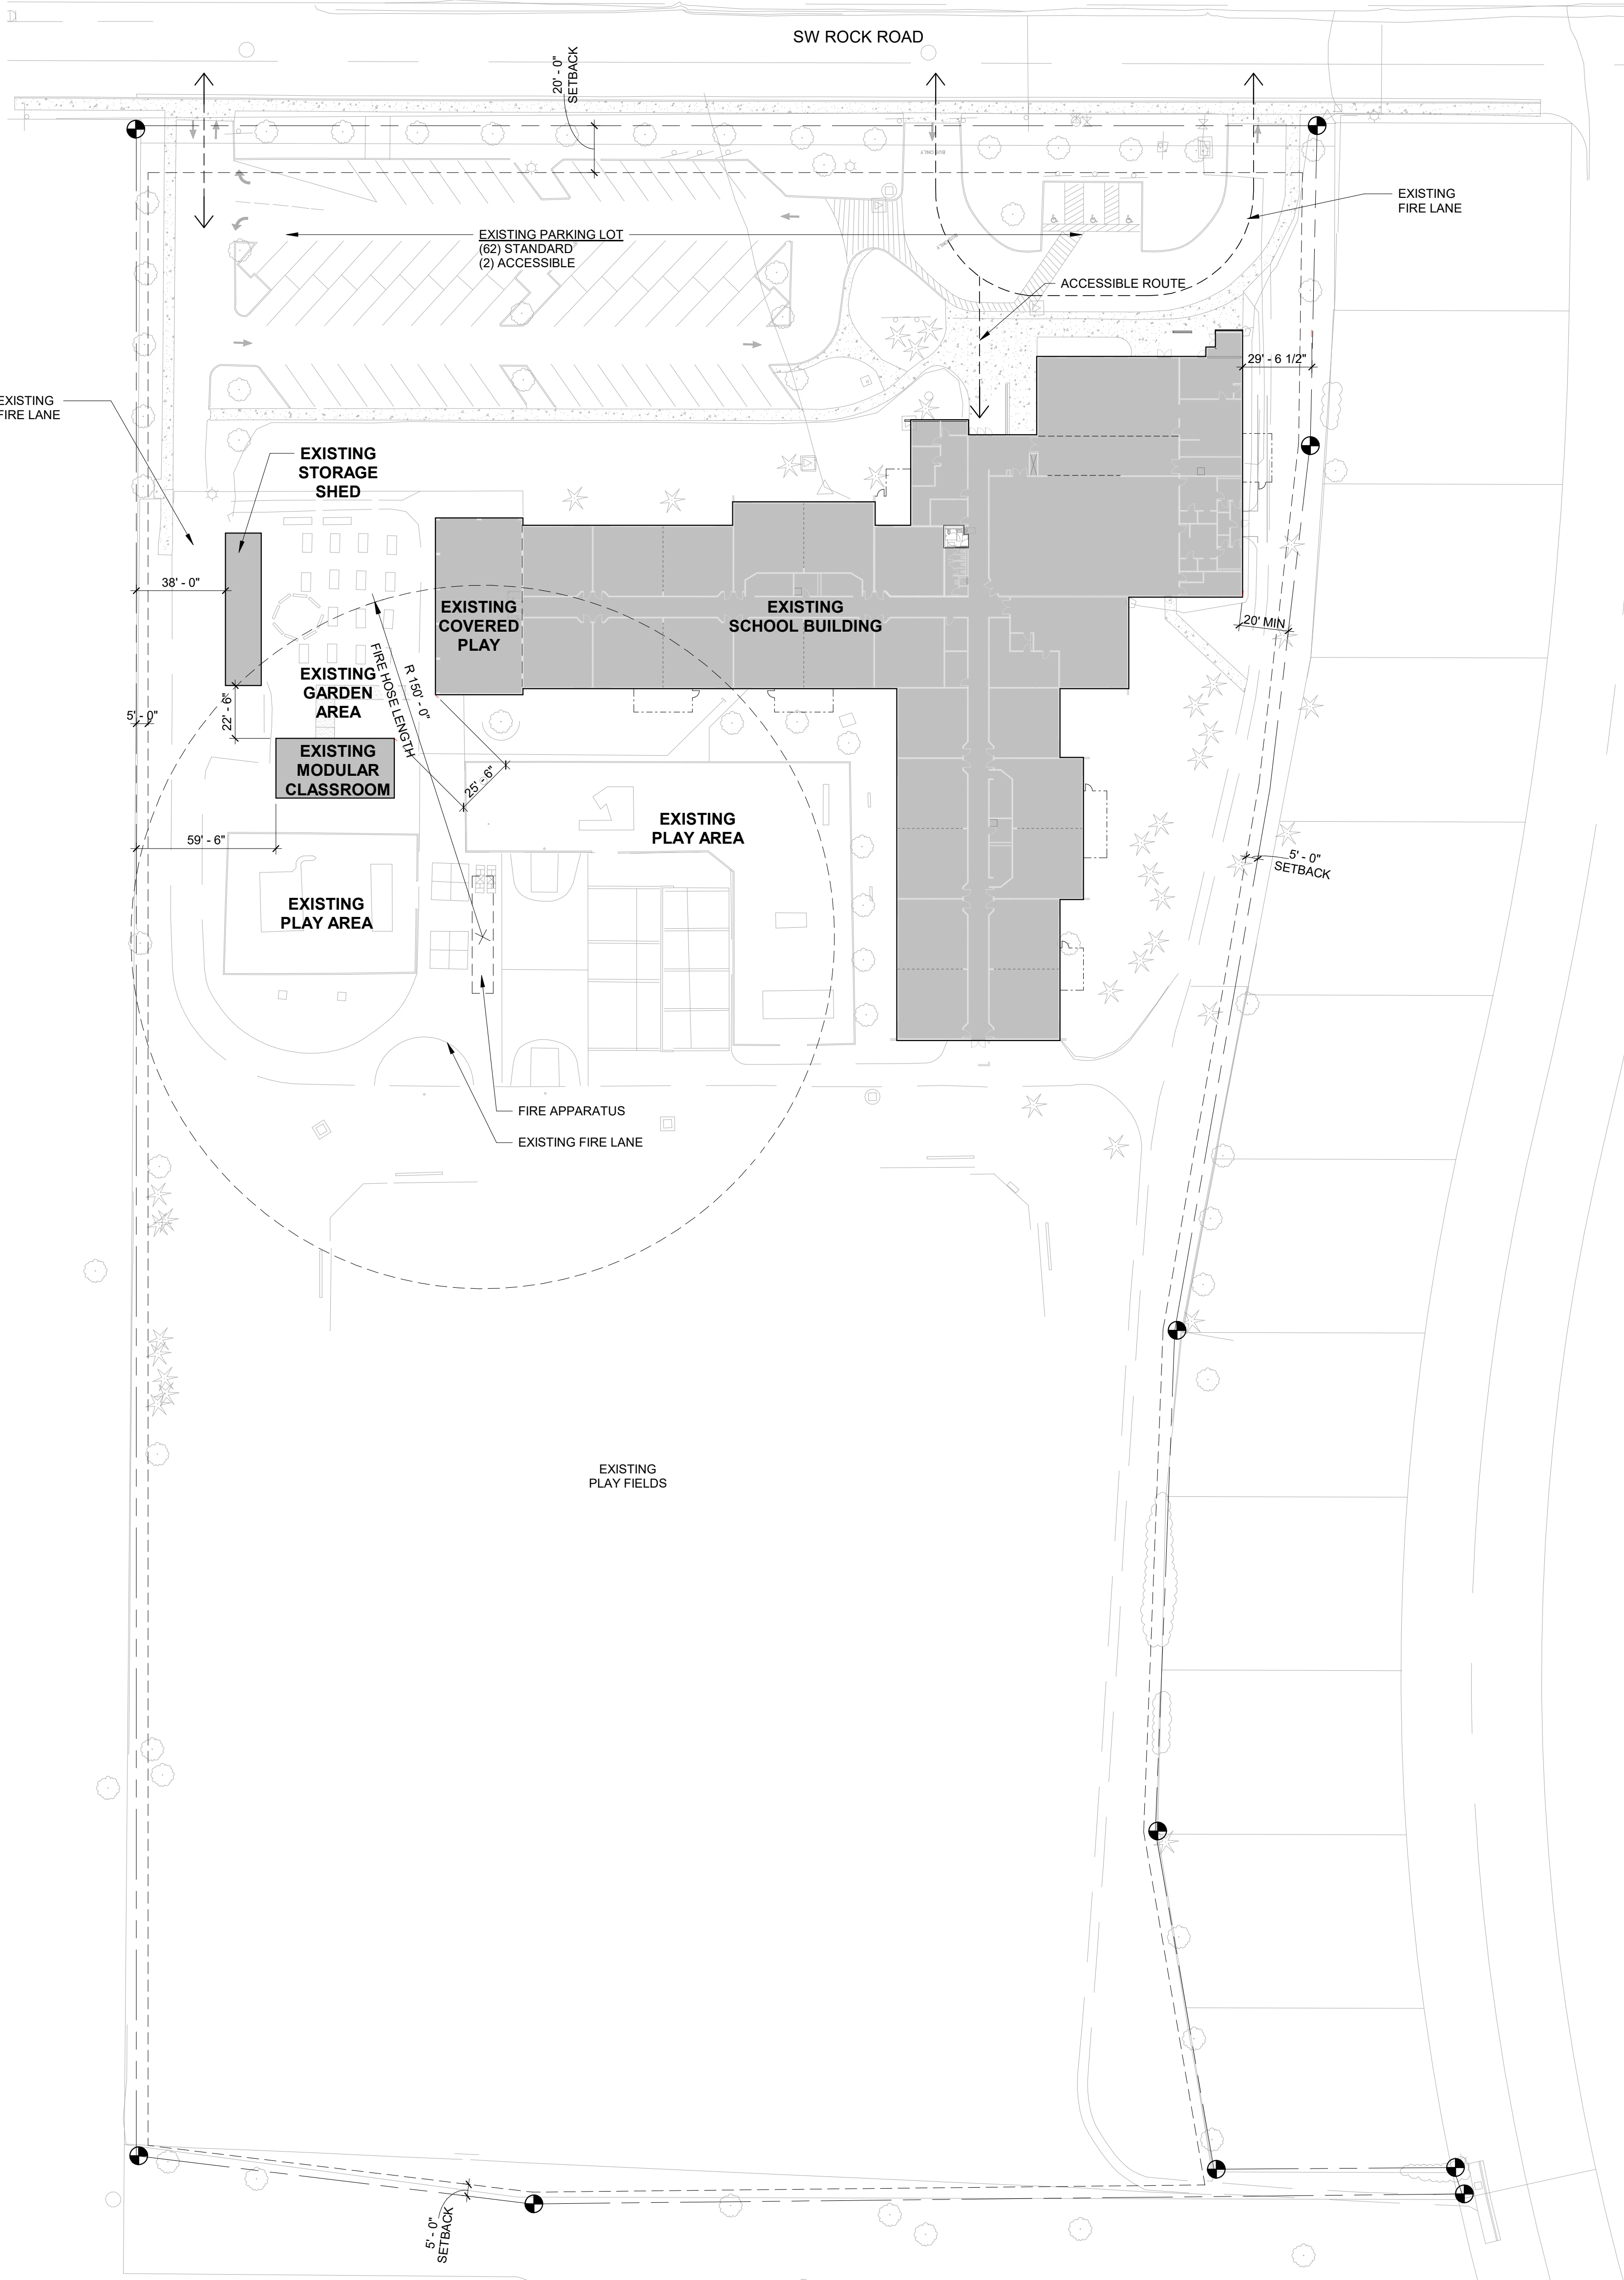 SW ROCK ROAD
20' - 0"
SETBACK
BUS ONLY
EXISTING
FIRE LANE
EXISTING PARKING LOT
(62) STANDARD
(2) ACCESSIBLE
ACCESSIBLE ROUTE
29' - 6 1/2"
EXISTING
FIRE LANE
EXISTING
STORAGE
SHED
38' - 0"
EXISTING
COVERED
PLAY
EXISTING
SCHOOL BUILDING
20' MIN
R 150' - 0"
FIRE HOSE LENGTH
EXISTING
GARDEN
AREA
22' - 6"
5' - 0"
EXISTING
MODULAR
CLASSROOM
25' - 6"
EXISTING
PLAY AREA
59' - 6"
5' - 0"
SETBACK
EXISTING
PLAY AREA
FIRE APPARATUS
EXISTING FIRE LANE
EXISTING
PLAY FIELDS
5' - 0"
SETBACK